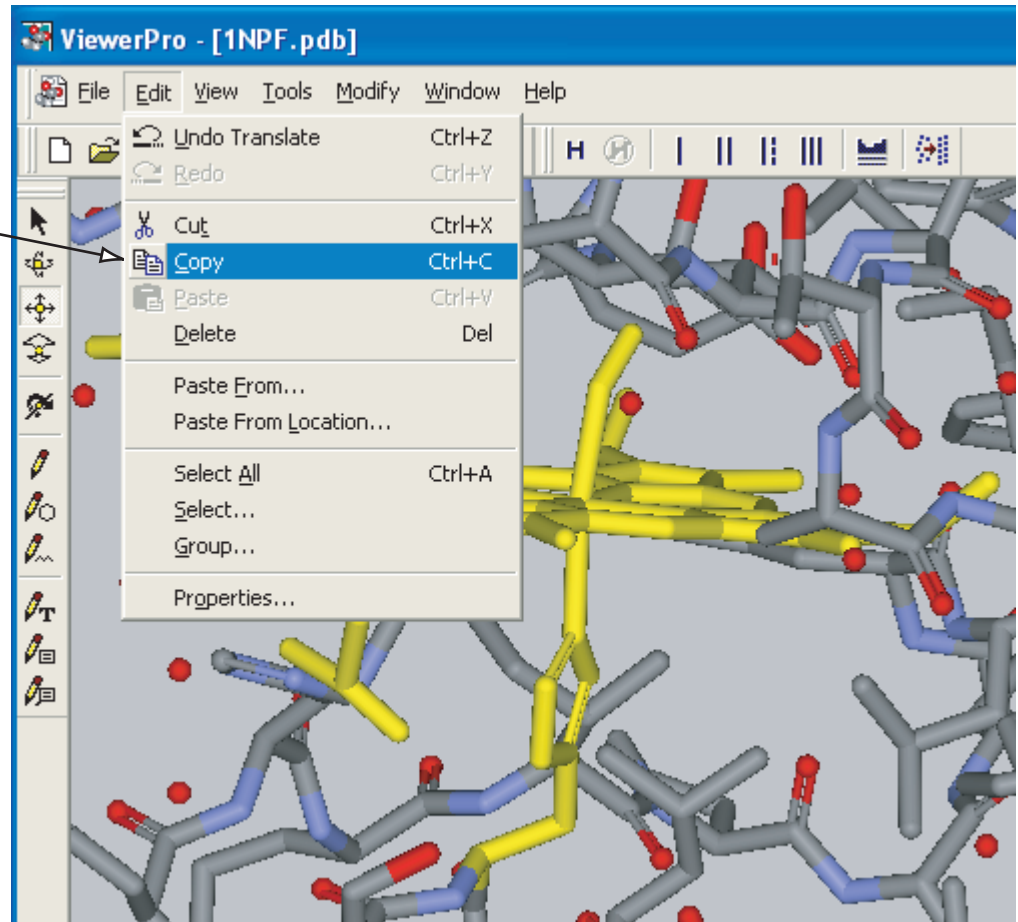 ViewerPro - [1NPF.pdb]
File Edit View Tools Modify Window Help
Undo Translate Ctrl+Z
Redo Ctrl+Y
Cut Ctrl+X
Copy Ctrl+C
Paste Ctrl+V
Delete Del
Paste From...
Paste From Location...
Select All Ctrl+A
Select...
Group...
Properties...
H H
T